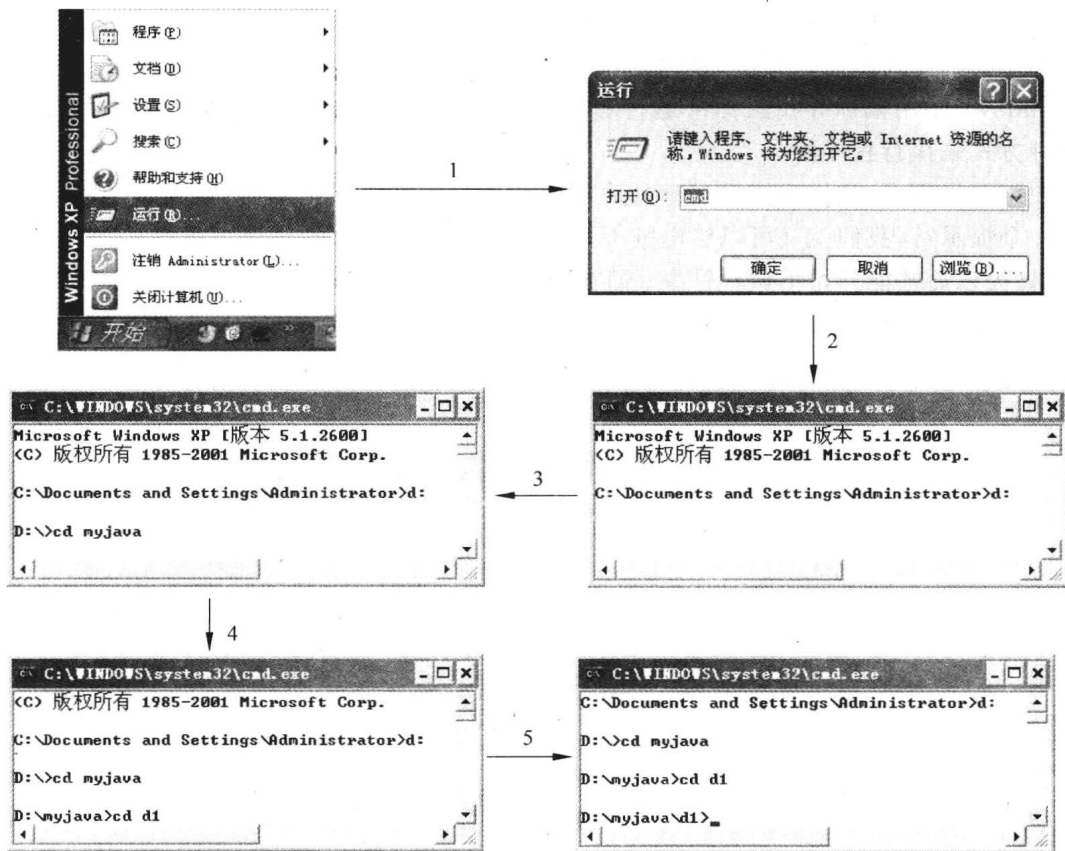 Windows XP Professional
程序(P)
文档(D)
设置(S)
搜索(C)
帮助和支持(H)
运行(R)...
注销 Administrator(L)...
关闭计算机(U)...
开始
1
运行
请键入程序、文件夹、文档或 Internet 资源的名
称,Windows 将为您打开它。
打开(O): cmd
确定 取消 浏览(B)....
2
C:\WINDOWS\system32\cmd.exe
Microsoft Windows XP [版本 5.1.2600]
(C) 版权所有 1985-2001 Microsoft Corp.
C:\Documents and Settings\Administrator>d:
3
C:\WINDOWS\system32\cmd.exe
Microsoft Windows XP [版本 5.1.2600]
(C) 版权所有 1985-2001 Microsoft Corp.
C:\Documents and Settings\Administrator>d:
D:\>cd myjava
4
C:\WINDOWS\system32\cmd.exe
(C) 版权所有 1985-2001 Microsoft Corp.
C:\Documents and Settings\Administrator>d:
D:\>cd myjava
D:\myjava>cd d1
5
C:\WINDOWS\system32\cmd.exe
C:\Documents and Settings\Administrator>d:
D:\>cd myjava
D:\myjava>cd d1
D:\myjava\d1>_